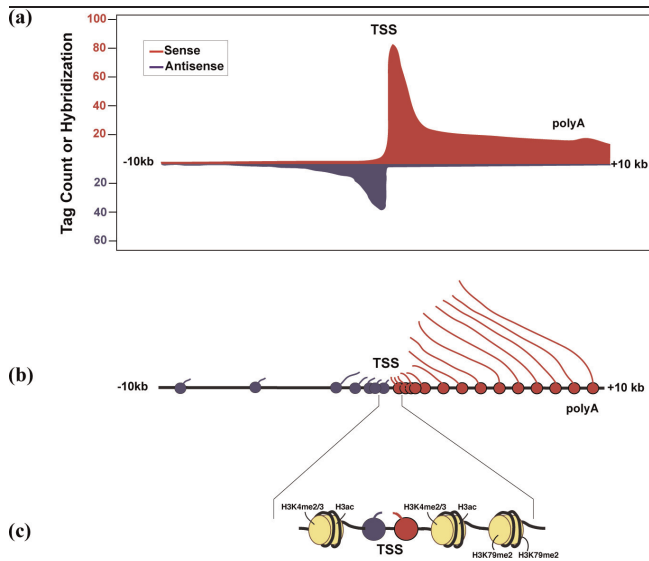 (a)
100
TSS
Sense
Antisense
80
60
40
20
polyA
-10kb
+10 kb
20
40
60
Tag Count or Hybridization
TSS
(b)
-10kb
+10 kb
polyA
H3K4me2/3
H3ac
H3K4me2/3
H3ac
(c)
TSS
H3K79me2
H3K79me2